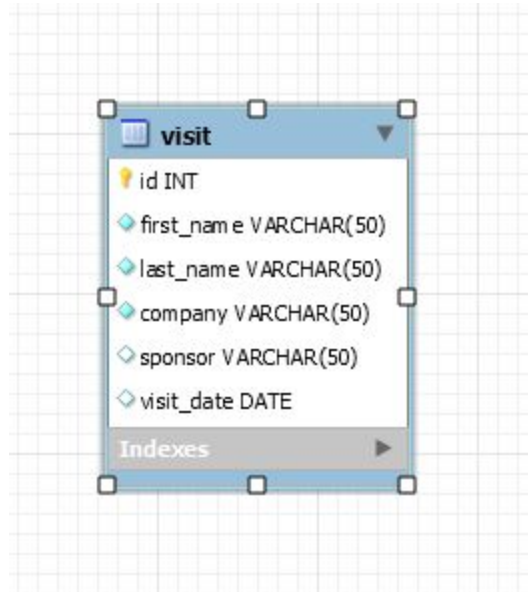 visit
id INT
first_name VARCHAR(50)
last_name VARCHAR(50)
company VARCHAR(50)
sponsor VARCHAR(50)
visit_date DATE
Indexes